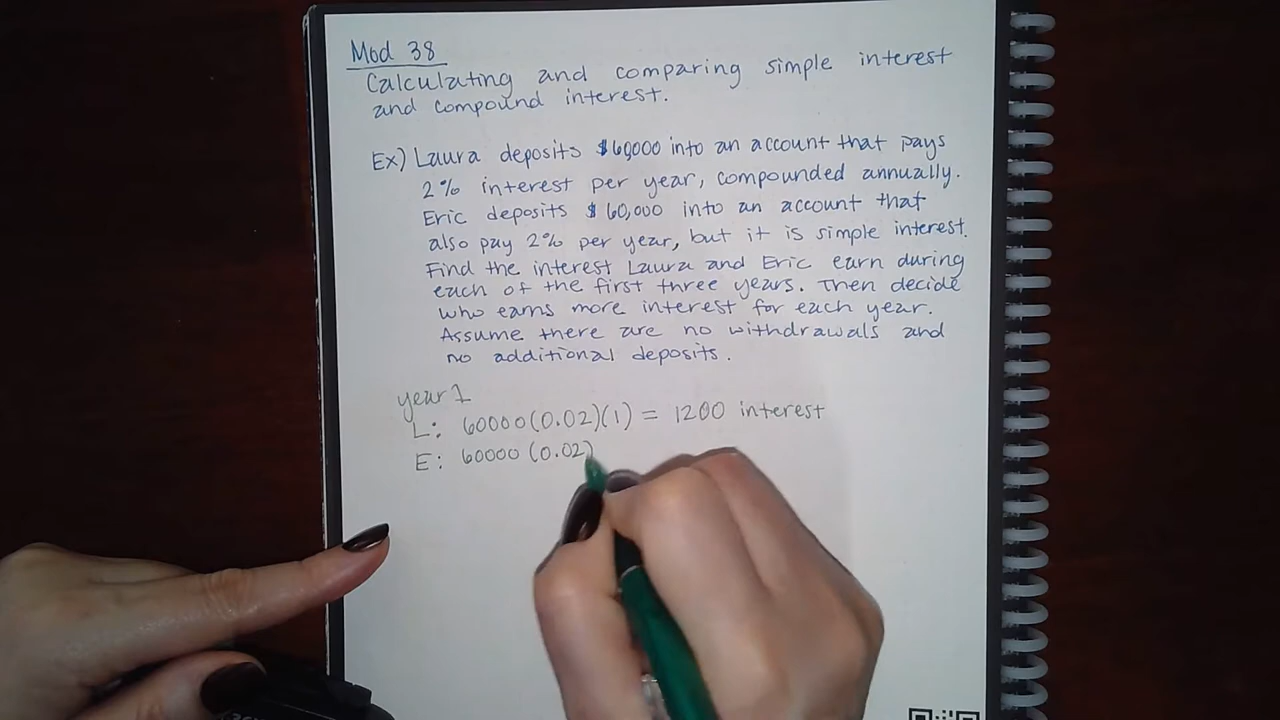 Mod 38
Calculating and comparing simple interest
and compound interest.
Ex) Laura deposits $60000 into an account that pays
2% interest per year, compounded annually.
Eric deposits $60,000 into an account that
also pay 2% per year, but it is simple interest.
Find the interest Laura and Eric earn during
each of the first three years. Then decide
who earns more interest for each year.
Assume there are no withdrawals and
no additional deposits.
year 1
L: 60000(0.02)(1) = 1200 interest
E: 60000 (0.02)